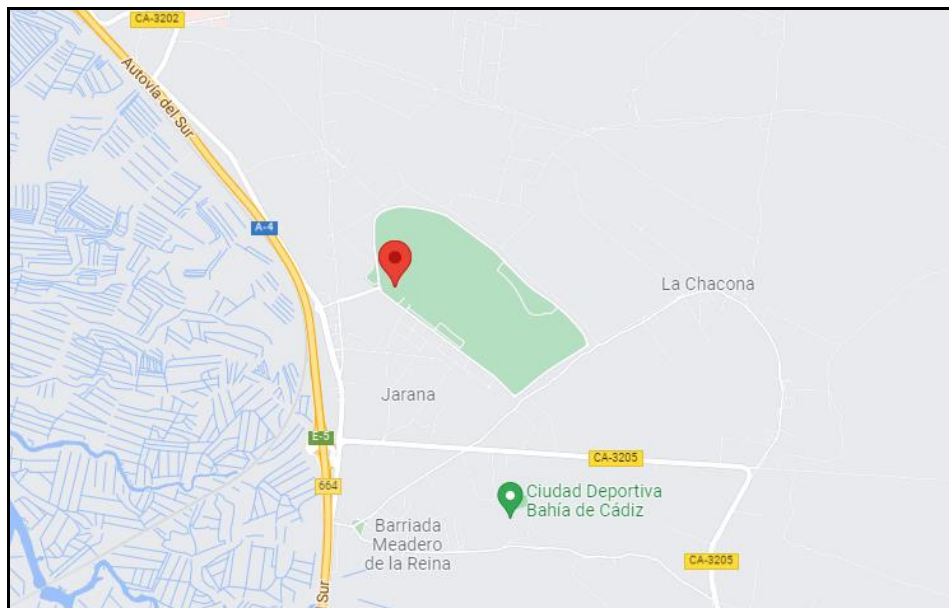 CA-3202
Autovía del Sur
A-4
La Chacona
Jarana
E-5
CA-3205
664
Ciudad Deportiva
Bahía de Cádiz
Barriada
Meadero
de la Reina
CA-3205
Sur